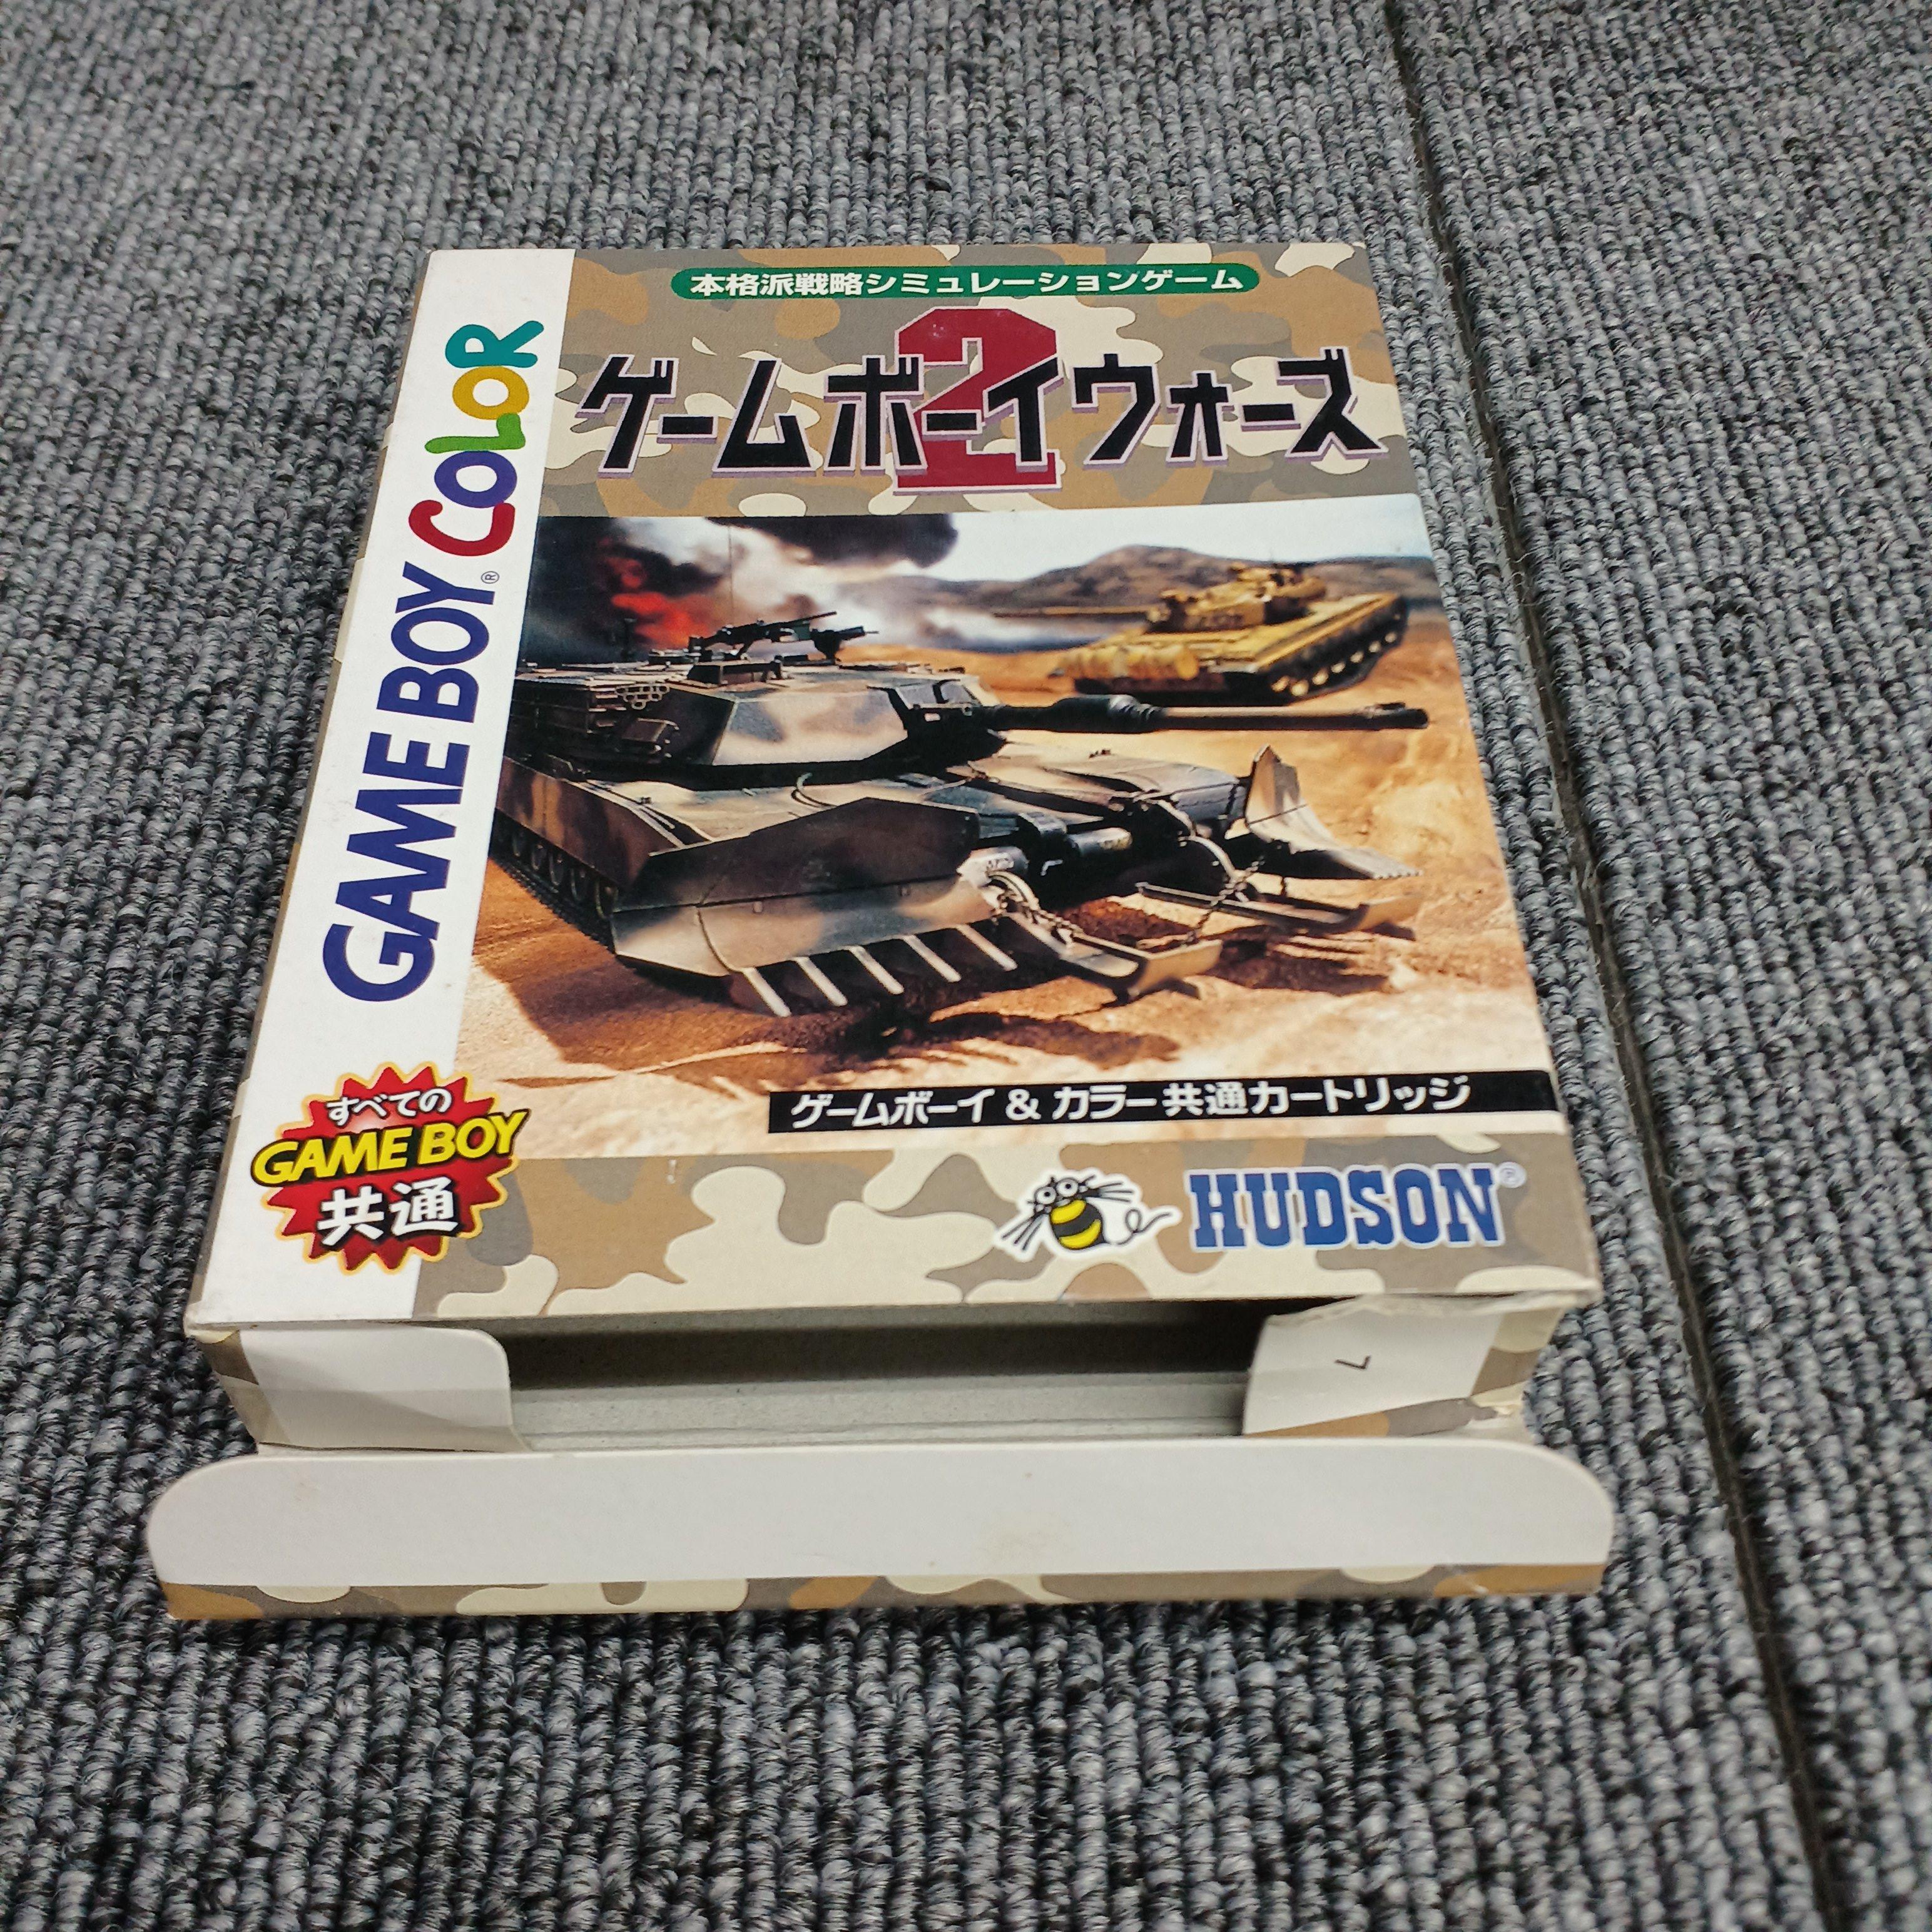 本格派戦略シミュレーションゲーム
ゲームボーイウォーズ
2
GAME BOY® COLOR
すべての
GAME BOY
共通
ゲームボーイ & カラー共通カートリッジ
HUDSON®
7